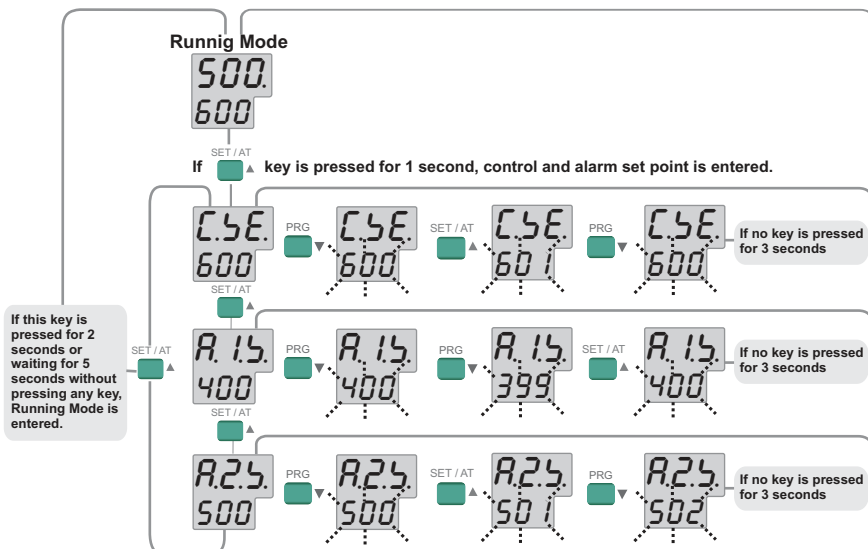 Runnig Mode
500.
600
SET / AT
If ▲ key is pressed for 1 second, control and alarm set point is entered.
C.SE.
600
PRG
▼
C.SE.
600
SET / AT
▲
C.SE.
601
PRG
▼
C.SE.
600
If no key is pressed
for 3 seconds
SET / AT
▲
If this key is
pressed for 2
seconds or
waiting for 5
seconds without
pressing any key,
Running Mode is
entered.
SET / AT
▲
A.1.S.
400
PRG
▼
A.1.S.
400
PRG
▼
A.1.S.
399
SET / AT
▲
A.1.S.
400
If no key is pressed
for 3 seconds
SET / AT
▲
A.2.S.
500
PRG
▼
A.2.S.
500
SET / AT
▲
A.2.S.
501
PRG
▼
A.2.S.
502
If no key is pressed
for 3 seconds